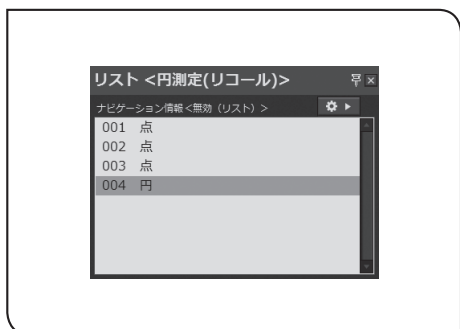 リスト <円測定(リコール)>
ナビゲーション情報<無効（リスト）>
001 点
002 点
003 点
004 円